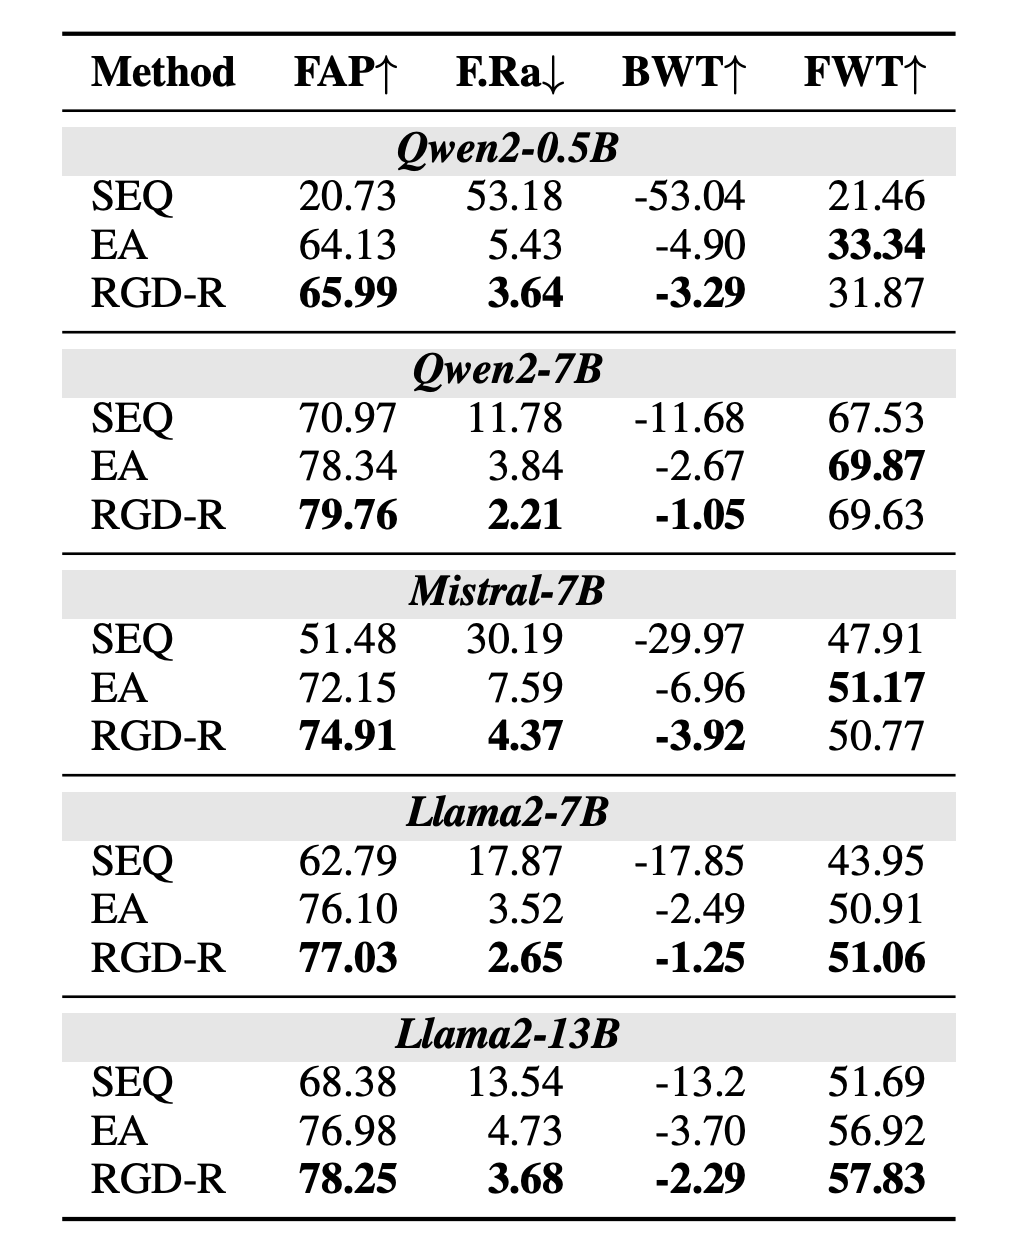 Method FAP↑ F.Ra↓ BWT↑ FWT↑
Qwen2-0.5B
SEQ 20.73 53.18 -53.04 21.46
EA 64.13 5.43 -4.90 33.34
RGD-R 65.99 3.64 -3.29 31.87
Qwen2-7B
SEQ 70.97 11.78 -11.68 67.53
EA 78.34 3.84 -2.67 69.87
RGD-R 79.76 2.21 -1.05 69.63
Mistral-7B
SEQ 51.48 30.19 -29.97 47.91
EA 72.15 7.59 -6.96 51.17
RGD-R 74.91 4.37 -3.92 50.77
Llama2-7B
SEQ 62.79 17.87 -17.85 43.95
EA 76.10 3.52 -2.49 50.91
RGD-R 77.03 2.65 -1.25 51.06
Llama2-13B
SEQ 68.38 13.54 -13.2 51.69
EA 76.98 4.73 -3.70 56.92
RGD-R 78.25 3.68 -2.29 57.83